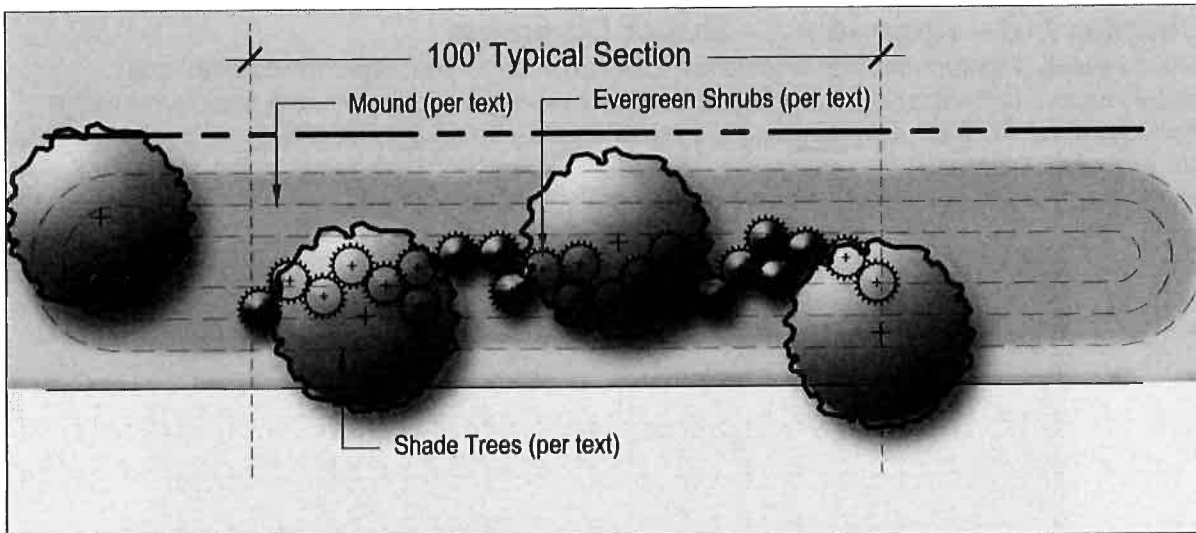 100' Typical Section
Mound (per text)
Evergreen Shrubs (per text)
Shade Trees (per text)